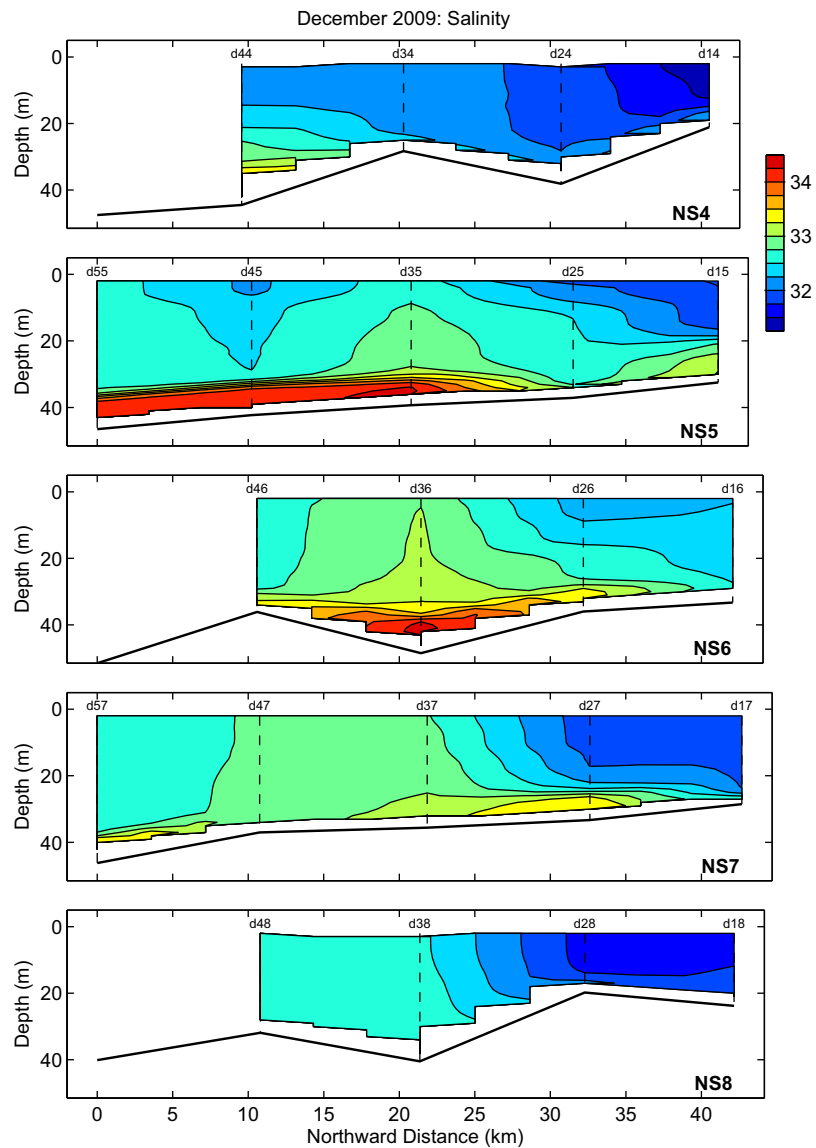 December 2009: Salinity
d44 d34 d24 d14
0
20
40
Depth (m)
NS4
34
33
32
d55 d45 d35 d25 d15
0
20
40
Depth (m)
NS5
d46 d36 d26 d16
0
20
40
Depth (m)
NS6
d57 d47 d37 d27 d17
0
20
40
Depth (m)
NS7
d48 d38 d28 d18
0
20
40
Depth (m)
NS8
0 5 10 15 20 25 30 35 40
Northward Distance (km)